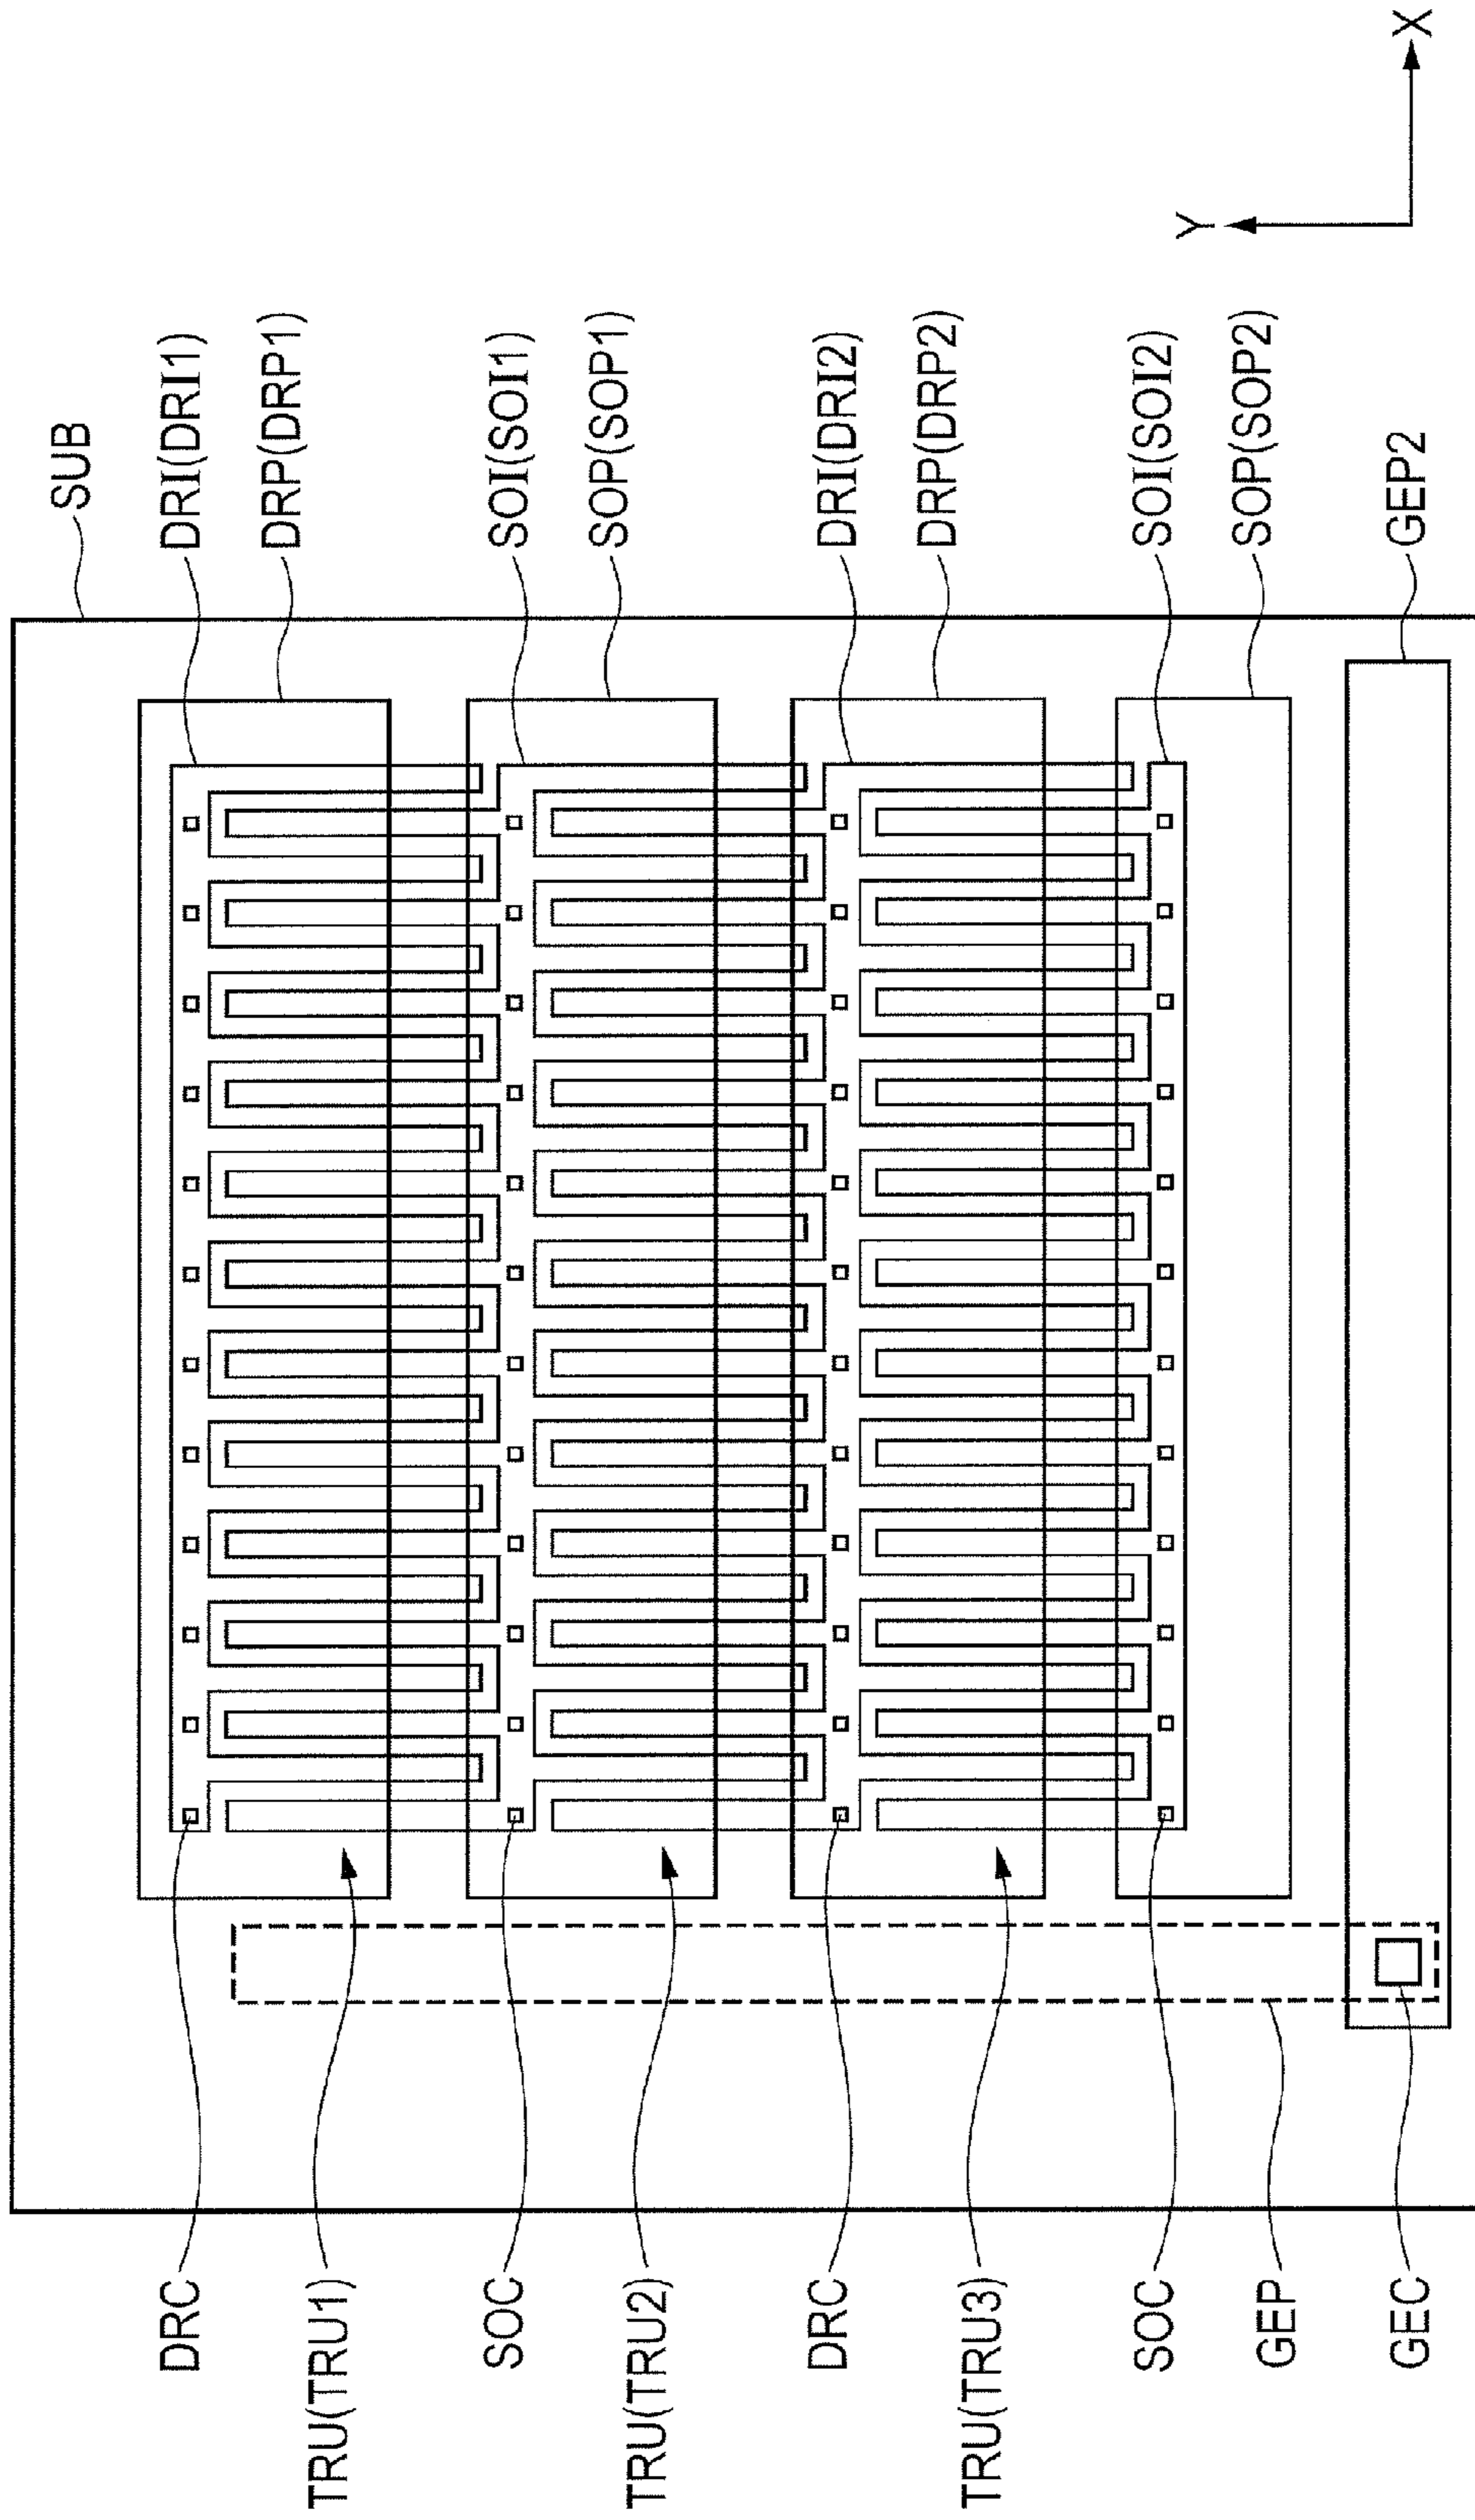 SUB
DRI(DRI1)
DRP(DRP1)
SOI(SOI1)
SOP(SOP1)
DRI(DRI2)
DRP(DRP2)
SOI(SOI2)
SOP(SOP2)
GEP2
Y
X
DRC
TRU(TRU1)
SOC
TRU(TRU2)
DRC
TRU(TRU3)
SOC
GEP
GEC